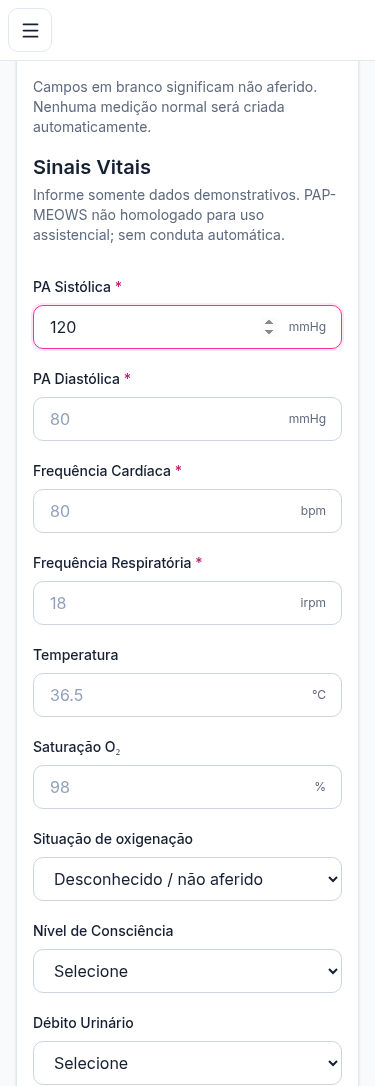 Campos em branco significam não aferido.
Nenhuma medição normal será criada
automaticamente.
Sinais Vitais
Informe somente dados demonstrativos. PAP-
MEOWS não homologado para uso
assistencial; sem conduta automática.
PA Sistólica *
120 mmHg
PA Diastólica *
80 mmHg
Frequência Cardíaca *
80 bpm
Frequência Respiratória *
18 irpm
Temperatura
36.5 °C
Saturação O₂
98 %
Situação de oxigenação
Desconhecido / não aferido
Nível de Consciência
Selecione
Débito Urinário
Selecione